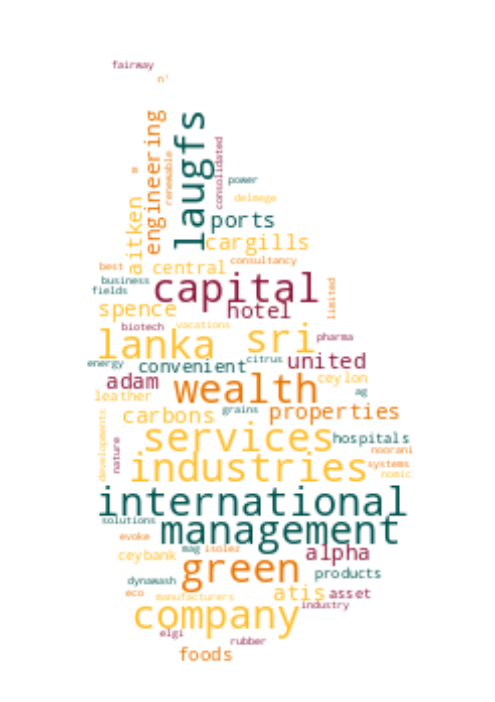 fairway
n'
engineering
laugfs
consolidated
renewable
power
delmege
aitken
ports
cargills
best
central
consultancy
business
fields
capital
limited
spence
hotel
biotech
vacations
lanka
sri
pharma
energy
convenient
citrus
united
adam
wealth
ceylon
leather
ag
carbons
grains
properties
developments
services
hospitals
nature
noorani
industries
systems
nomic
international
solutions
management
evoke
mag
isolez
alpha
ceybank
green
products
dynawash
eco
manufacturers
atis
asset
company
industry
elgi
rubber
foods